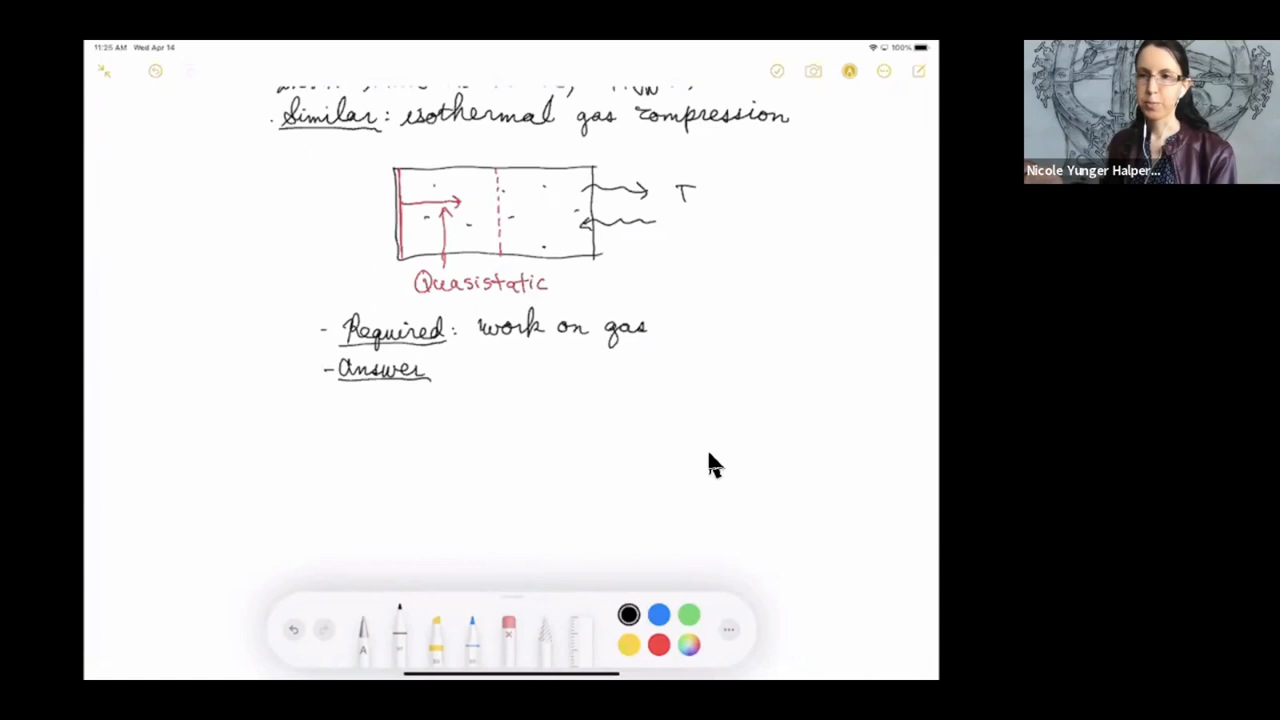 11:25 AM Wed Apr 14
100%
. Similar: isothermal gas compression
T
Quasistatic
- Required: work on gas
- Answer
A
Nicole Yunger Halper...